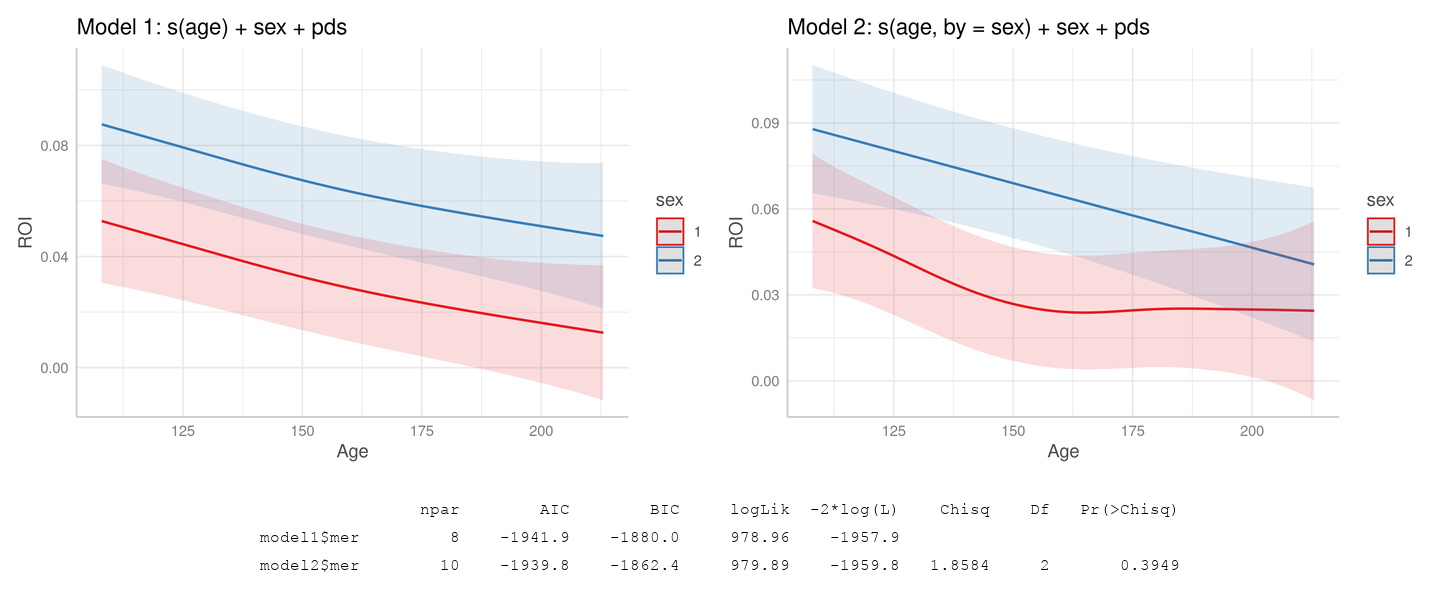 Model 1: s(age) + sex + pds
0.08
0.04
0.00
ROI
125 150 175 200
Age
sex
1
2
Model 2: s(age, by = sex) + sex + pds
0.09
0.06
0.03
0.00
ROI
125 150 175 200
Age
sex
1
2
npar AIC BIC logLik -2*log(L) Chisq Df Pr(>Chisq)
model1$mer 8 -1941.9 -1880.0 978.96 -1957.9
model2$mer 10 -1939.8 -1862.4 979.89 -1959.8 1.8584 2 0.3949